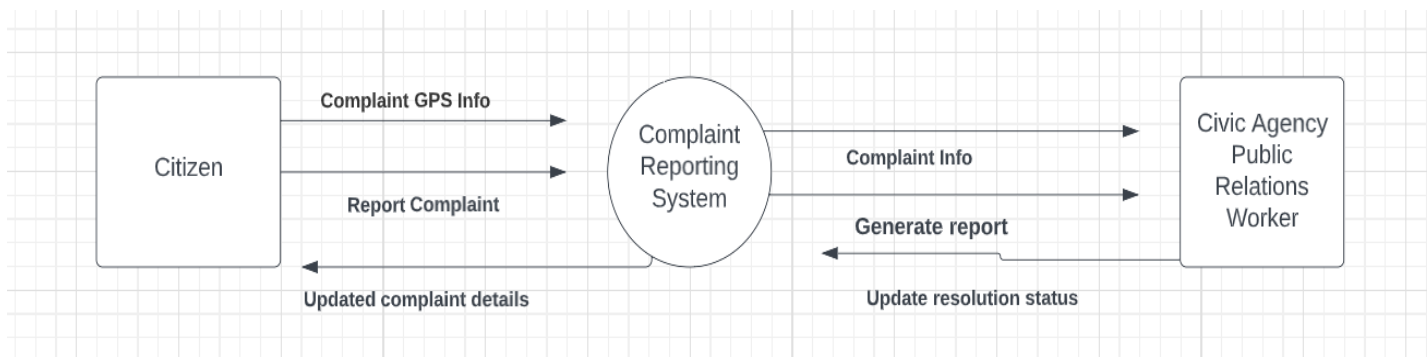 Citizen
Complaint GPS Info
Report Complaint
Updated complaint details
Complaint
Reporting
System
Complaint Info
Generate report
Update resolution status
Civic Agency
Public
Relations
Worker